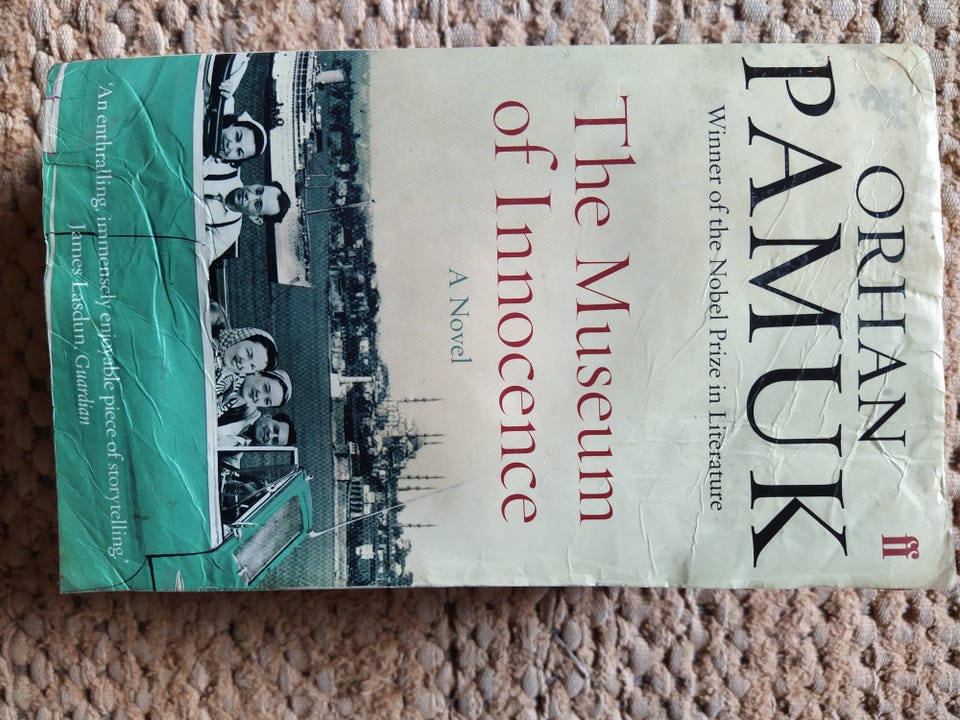 ff
ORHAN
PAMUK
Winner of the Nobel Prize in Literature
The Museum
of Innocence
A Novel
'An enthralling, immensely enjoyable piece of storytelling.'
James Lasdun, Guardian